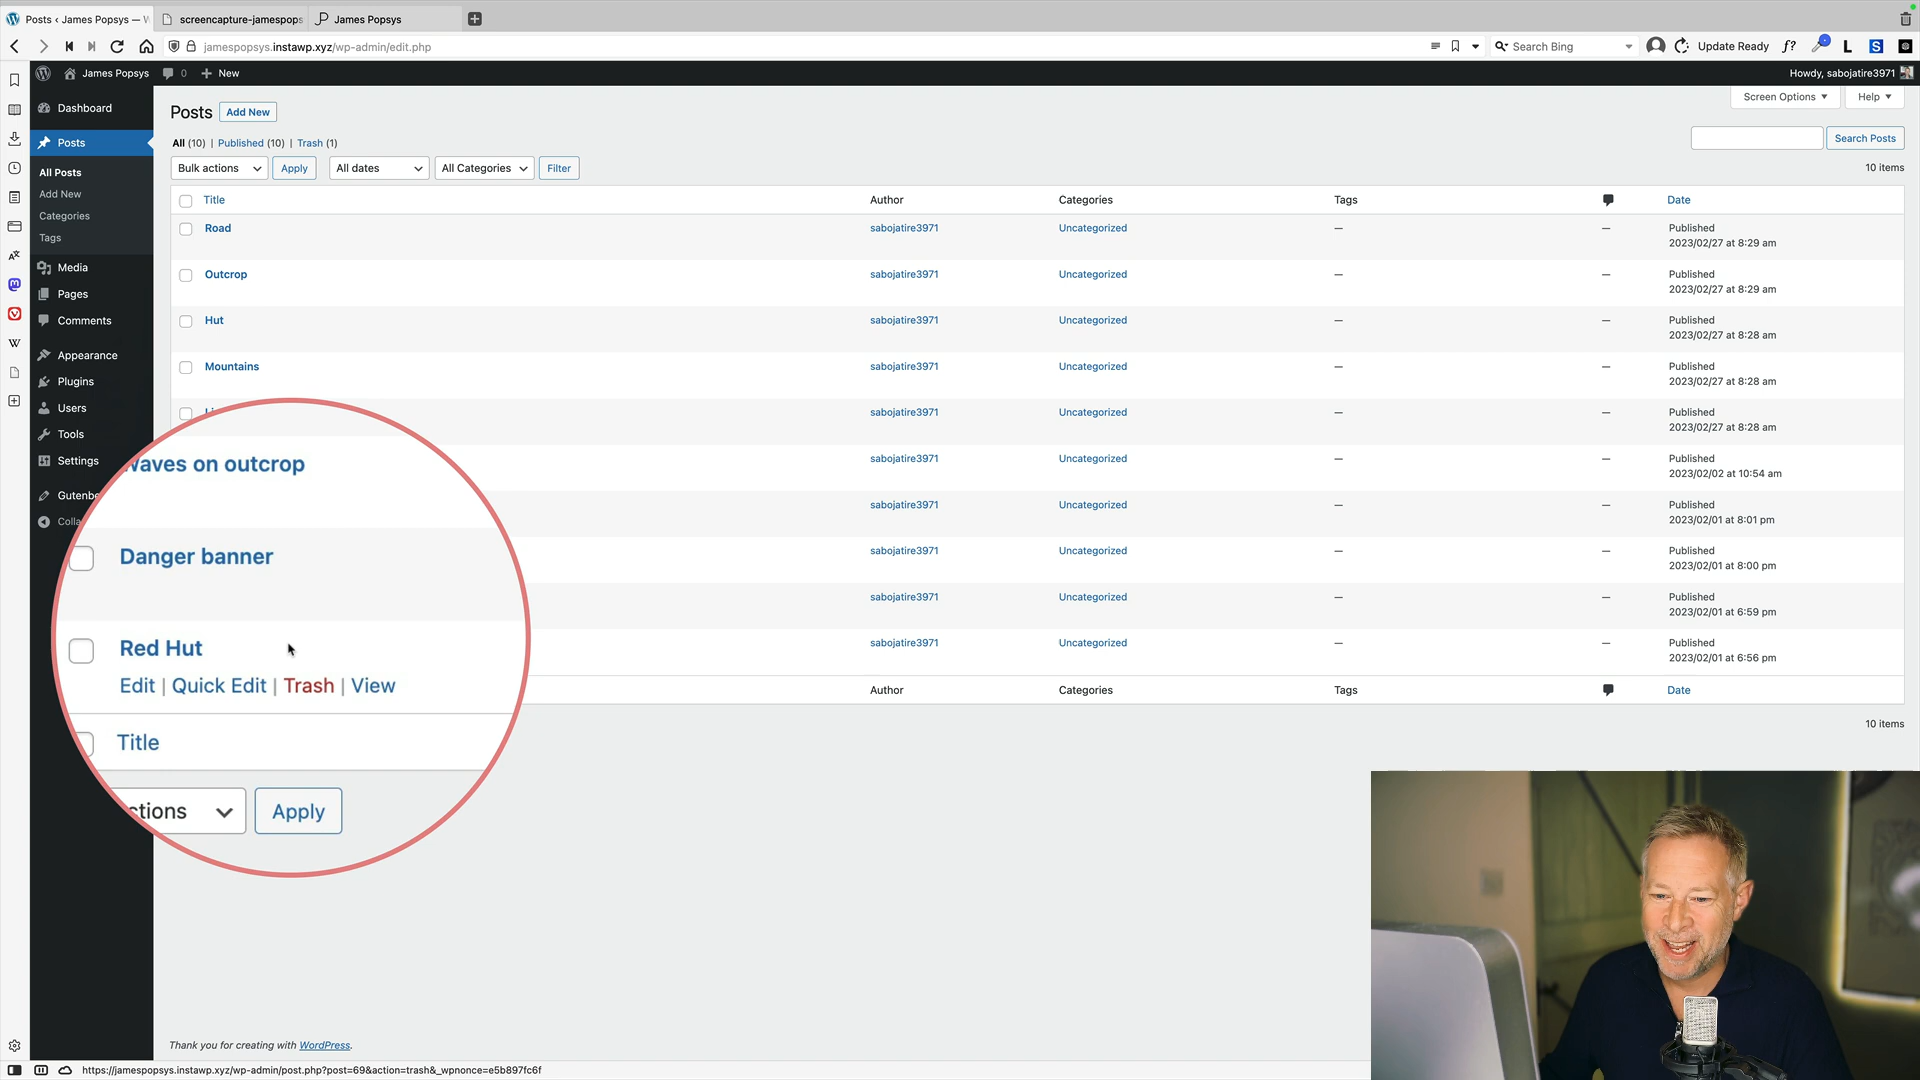 Posts ‹ James Popsys — W
screencapture-jamespops
James Popsys
jamespopsys.instawp.xyz/wp-admin/edit.php
Search Bing
Update Ready
James Popsys
0
New
Howdy, sabojatire3971
Dashboard
Posts
All Posts
Add New
Categories
Tags
Media
Pages
Comments
Appearance
Plugins
Users
Tools
Settings
Gutenbe
Colla
Posts
Add New
Screen Options
Help
All (10) | Published (10) | Trash (1)
Search Posts
Bulk actions
Apply
All dates
All Categories
Filter
10 items
Title
Author
Categories
Tags
Date
Road
sabojatire3971
Uncategorized
—
—
Published
2023/02/27 at 8:29 am
Outcrop
sabojatire3971
Uncategorized
—
—
Published
2023/02/27 at 8:29 am
Hut
sabojatire3971
Uncategorized
—
—
Published
2023/02/27 at 8:28 am
Mountains
sabojatire3971
Uncategorized
—
—
Published
2023/02/27 at 8:28 am
sabojatire3971
Uncategorized
—
—
Published
2023/02/27 at 8:28 am
Waves on outcrop
sabojatire3971
Uncategorized
—
—
Published
2023/02/02 at 10:54 am
sabojatire3971
Uncategorized
—
—
Published
2023/02/01 at 8:01 pm
Danger banner
sabojatire3971
Uncategorized
—
—
Published
2023/02/01 at 8:00 pm
sabojatire3971
Uncategorized
—
—
Published
2023/02/01 at 6:59 pm
Red Hut
Edit | Quick Edit | Trash | View
sabojatire3971
Uncategorized
—
—
Published
2023/02/01 at 6:56 pm
Title
Author
Categories
Tags
Date
ctions
Apply
10 items
Thank you for creating with WordPress.
https://jamespopsys.instawp.xyz/wp-admin/post.php?post=69&action=trash&_wpnonce=e5b897fc6f